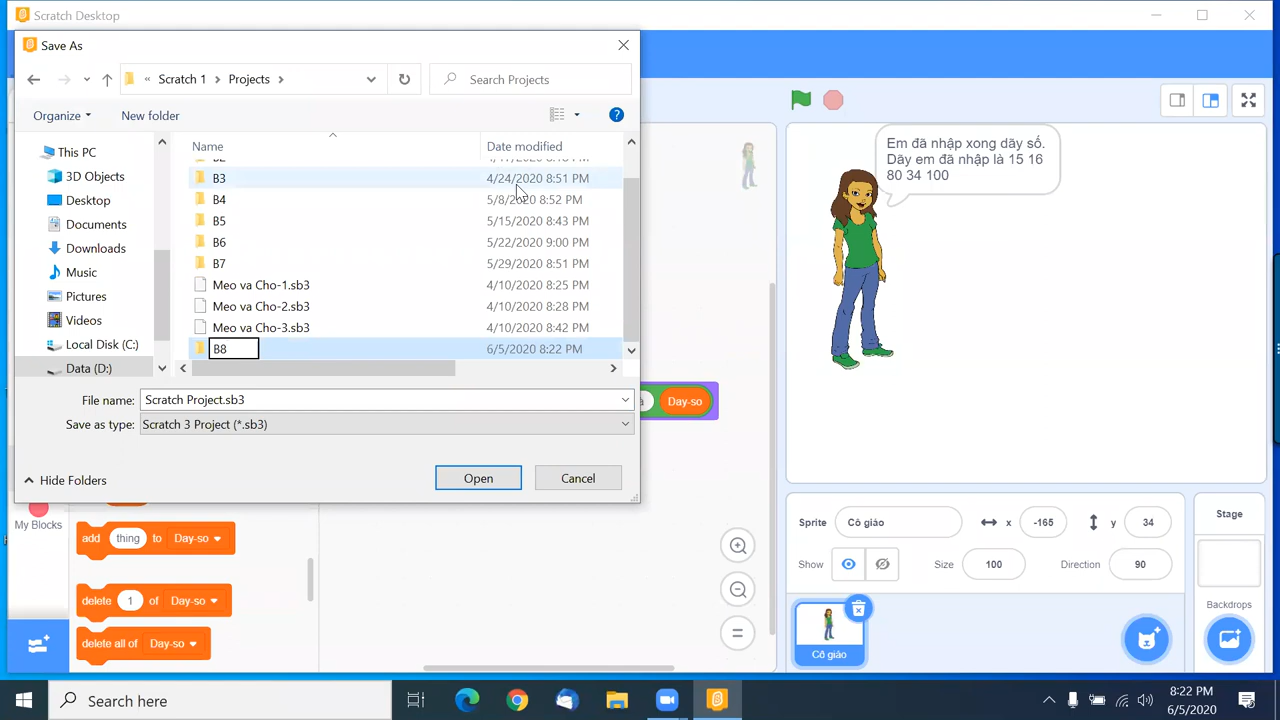 Scratch Desktop
Save As
« Scratch 1 > Projects >
Search Projects
Organize
New folder
Name
Date modified
This PC
3D Objects
Desktop
Documents
Downloads
Music
Pictures
Videos
Local Disk (C:)
Data (D:)
B3 4/24/2020 8:51 PM
B4 5/8/2020 8:52 PM
B5 5/15/2020 8:43 PM
B6 5/22/2020 9:00 PM
B7 5/29/2020 8:51 PM
Meo va Cho-1.sb3 4/10/2020 8:25 PM
Meo va Cho-2.sb3 4/10/2020 8:28 PM
Meo va Cho-3.sb3 4/10/2020 8:42 PM
B8 6/5/2020 8:22 PM
File name: Scratch Project.sb3
Save as type: Scratch 3 Project (*.sb3)
Hide Folders
Open
Cancel
Em đã nhập xong dãy số.
Dãy em đã nhập là 15 16
80 34 100
Day-so
My Blocks
add thing to Day-so
delete 1 of Day-so
delete all of Day-so
Sprite Cô giáo x -165 y 34
Show Size 100 Direction 90
Cô giáo
Stage
Backdrops
Search here
8:22 PM
6/5/2020